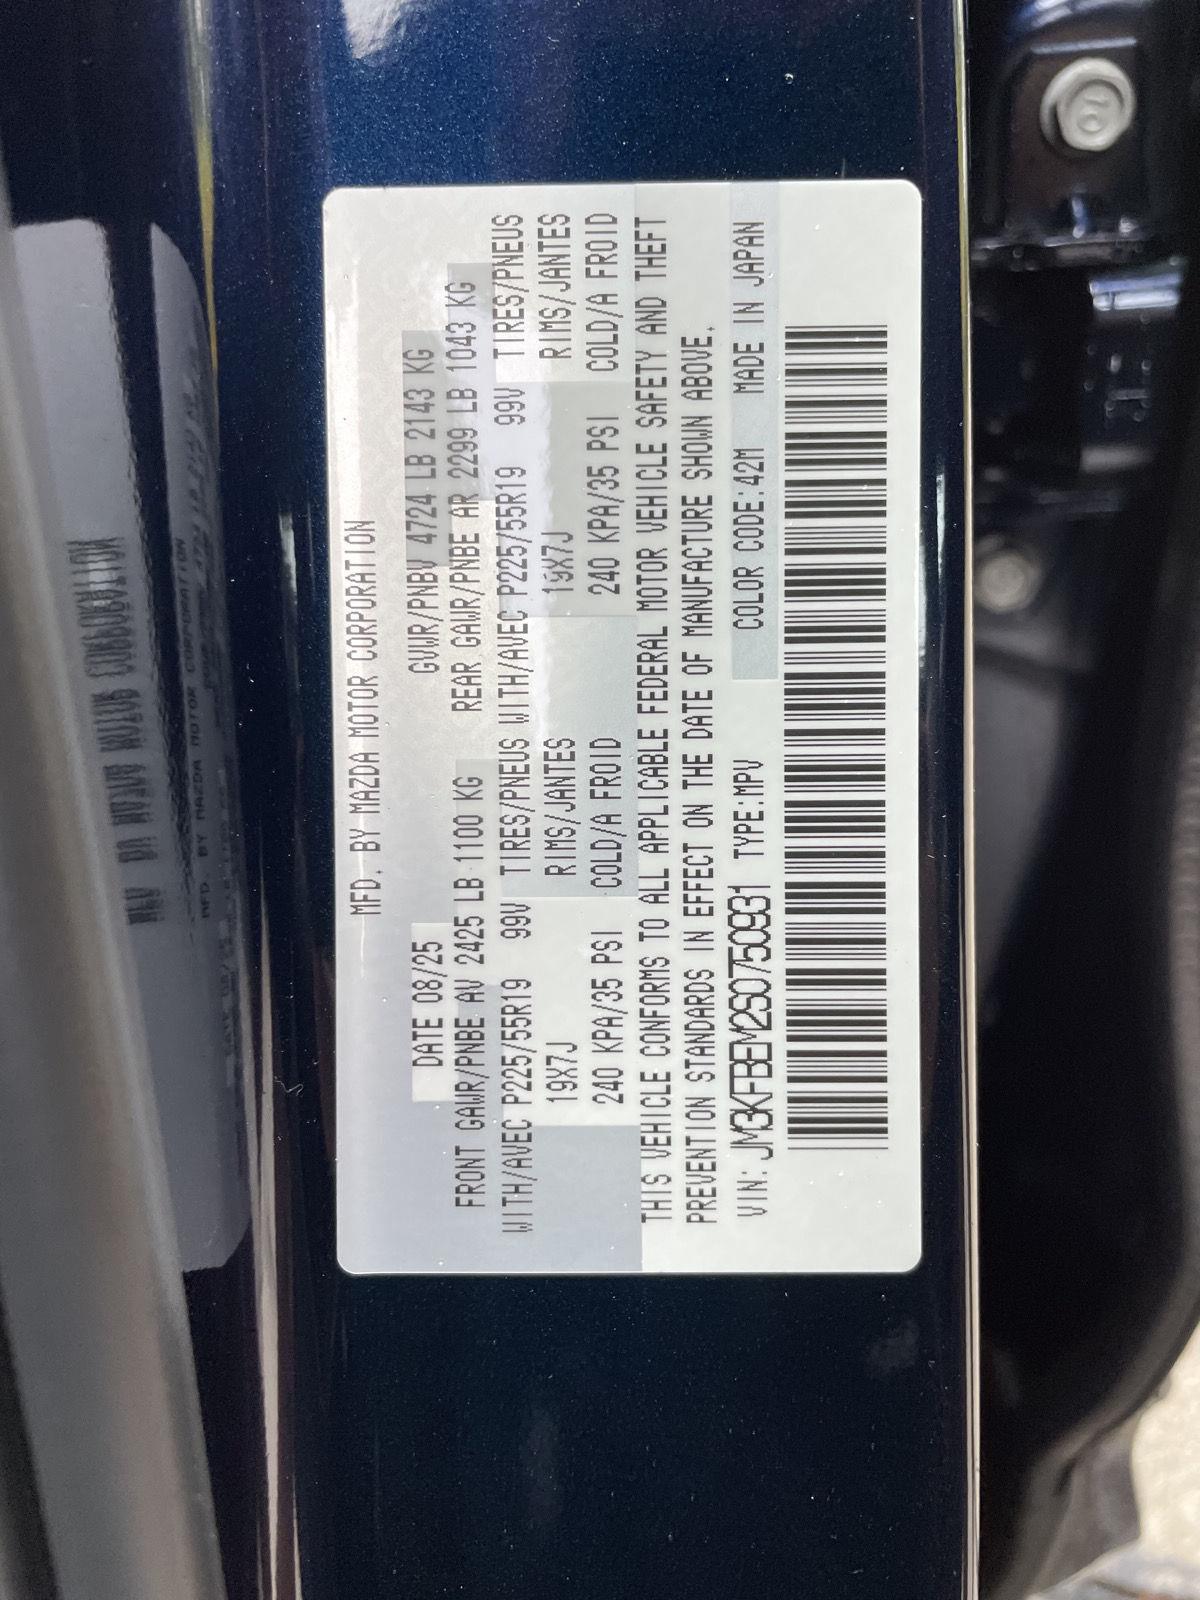 MFD. BY MAZDA MOTOR CORPORATION
DATE 08/25 GVWR/PNBV 4724 LB 2143 KG
FRONT GAWR/PNBE AV 2425 LB 1100 KG REAR GAWR/PNBE AR 2299 LB 1043 KG
WITH/AVEC P225/55R19 99V TIRES/PNEUS WITH/AVEC P225/55R19 99V TIRES/PNEUS
19X7J RIMS/JANTES 19X7J RIMS/JANTES
240 KPA/35 PSI COLD/A FROID 240 KPA/35 PSI COLD/A FROID
THIS VEHICLE CONFORMS TO ALL APPLICABLE FEDERAL MOTOR VEHICLE SAFETY AND THEFT
PREVENTION STANDARDS IN EFFECT ON THE DATE OF MANUFACTURE SHOWN ABOVE.
VIN: JM3KFBEM2S0750931 TYPE:MPV COLOR CODE:42M MADE IN JAPAN
10